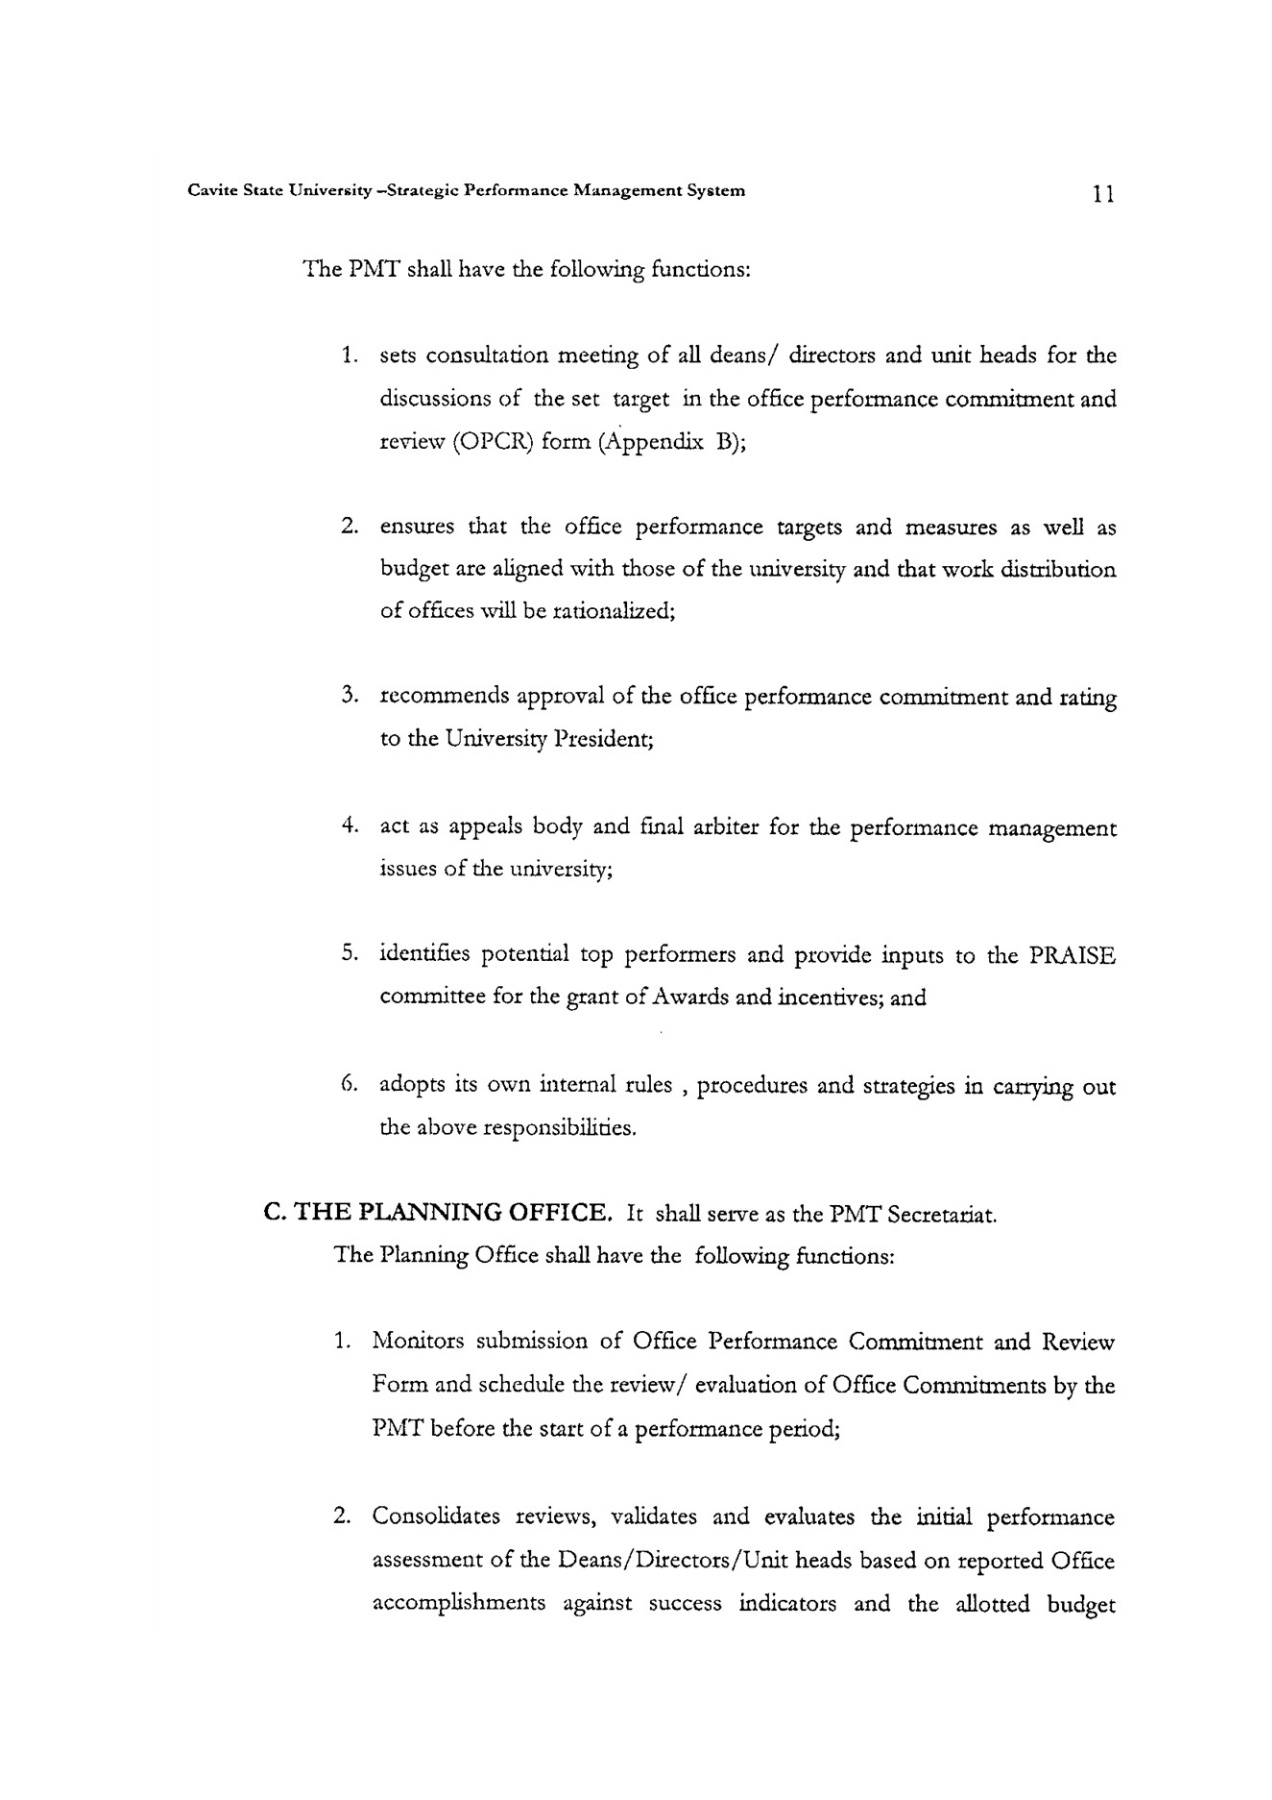 Cavite State University –Strategic Performance Management System 11
The PMT shall have the following functions:
1. sets consultation meeting of all deans/ directors and unit heads for the
discussions of the set target in the office performance commitment and
review (OPCR) form (Appendix B);
2. ensures that the office performance targets and measures as well as
budget are aligned with those of the university and that work distribution
of offices will be rationalized;
3. recommends approval of the office performance commitment and rating
to the University President;
4. act as appeals body and final arbiter for the performance management
issues of the university;
5. identifies potential top performers and provide inputs to the PRAISE
committee for the grant of Awards and incentives; and
6. adopts its own internal rules , procedures and strategies in carrying out
the above responsibilities.
C. THE PLANNING OFFICE. It shall serve as the PMT Secretariat.
The Planning Office shall have the following functions:
1. Monitors submission of Office Performance Commitment and Review
Form and schedule the review/ evaluation of Office Commitments by the
PMT before the start of a performance period;
2. Consolidates reviews, validates and evaluates the initial performance
assessment of the Deans/Directors/Unit heads based on reported Office
accomplishments against success indicators and the allotted budget